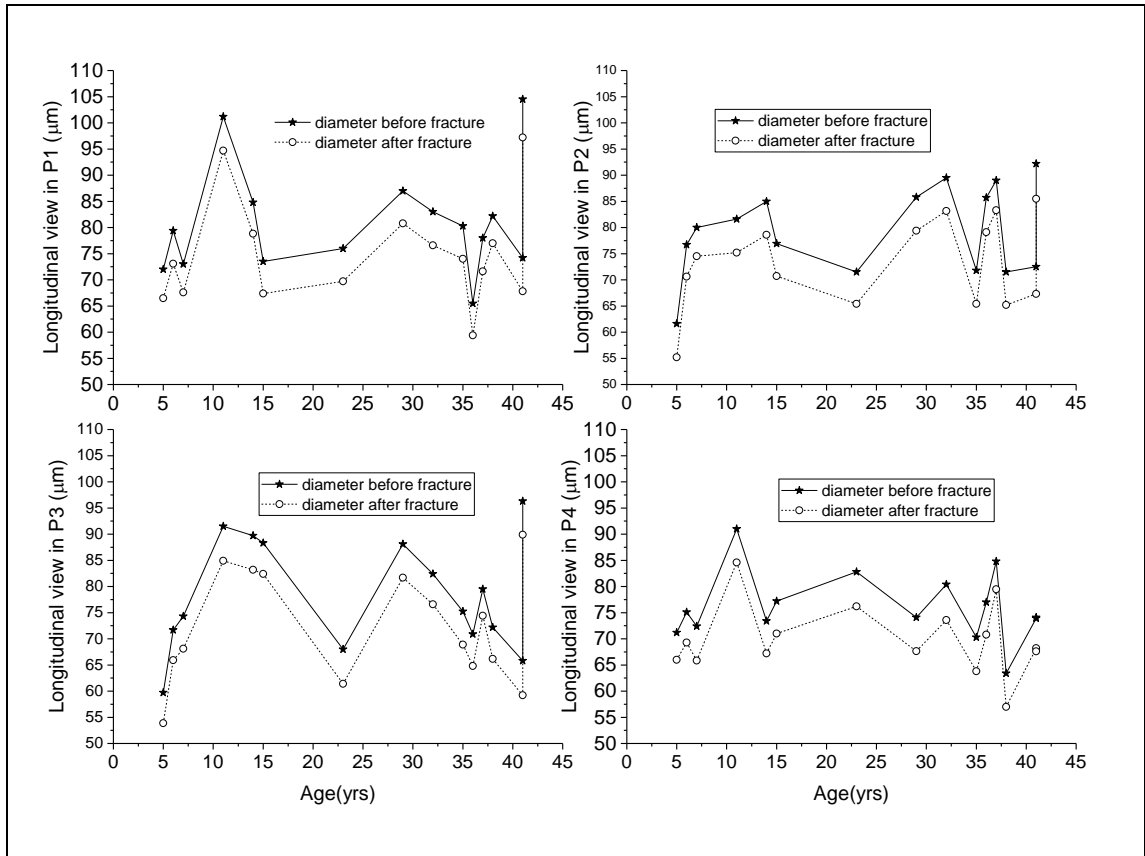 110
105
100
95
90
85
80
75
70
65
60
55
50
Longitudinal view in P1 (μm)
diameter before fracture
diameter after fracture
0 5 10 15 20 25 30 35 40 45
110
105
100
95
90
85
80
75
70
65
60
55
50
Longitudinal view in P2 (μm)
diameter before fracture
diameter after fracture
0 5 10 15 20 25 30 35 40 45
110
105
100
95
90
85
80
75
70
65
60
55
50
Longitudinal view in P3 (μm)
diameter before fracture
diameter after fracture
0 5 10 15 20 25 30 35 40 45
Age(yrs)
110
105
100
95
90
85
80
75
70
65
60
55
50
Longitudinal view in P4 (μm)
diameter before fracture
diameter after fracture
0 5 10 15 20 25 30 35 40 45
Age(yrs)